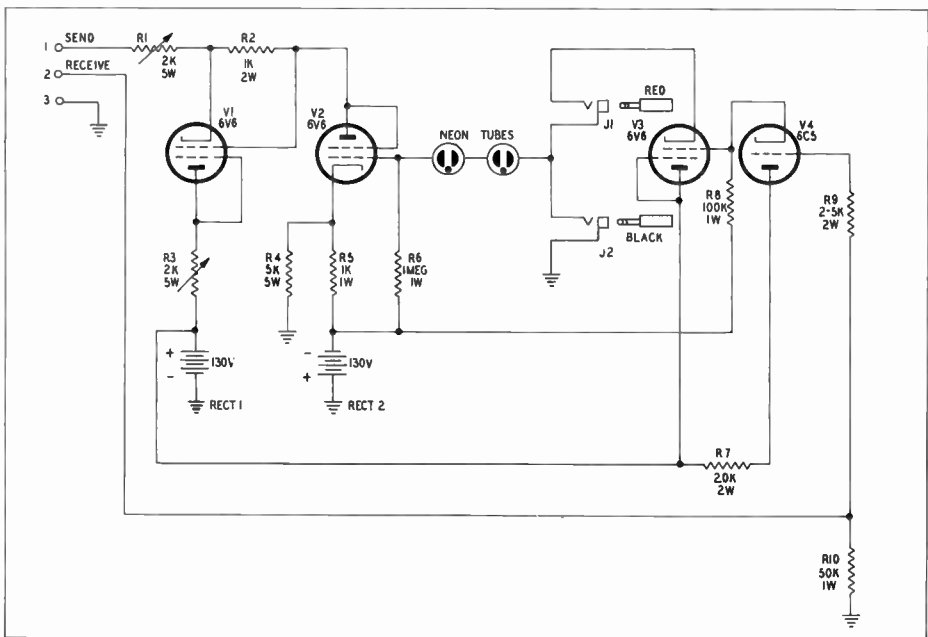 1 SEND
R1
2K
5W
R2
1K
2W
2 RECEIVE
3
V1
6V6
V2
6V6
NEON TUBES
J1
RED
V3
6V6
V4
6C5
R8
100K
1W
R9
2-5K
2W
BLACK
J2
R3
2K
5W
R4
5K
5W
R5
1K
1W
R6
1MEG
1W
+
-
130V
RECT 1
-
+
130V
RECT 2
R7
20K
2W
R10
50K
1W